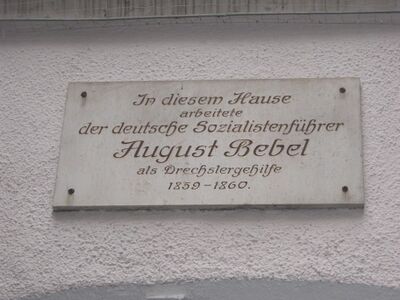 In diesem Hause
arbeitete
der deutsche Sozialistenführer
August Bebel
als Drechslergehilfe
1859-1860.